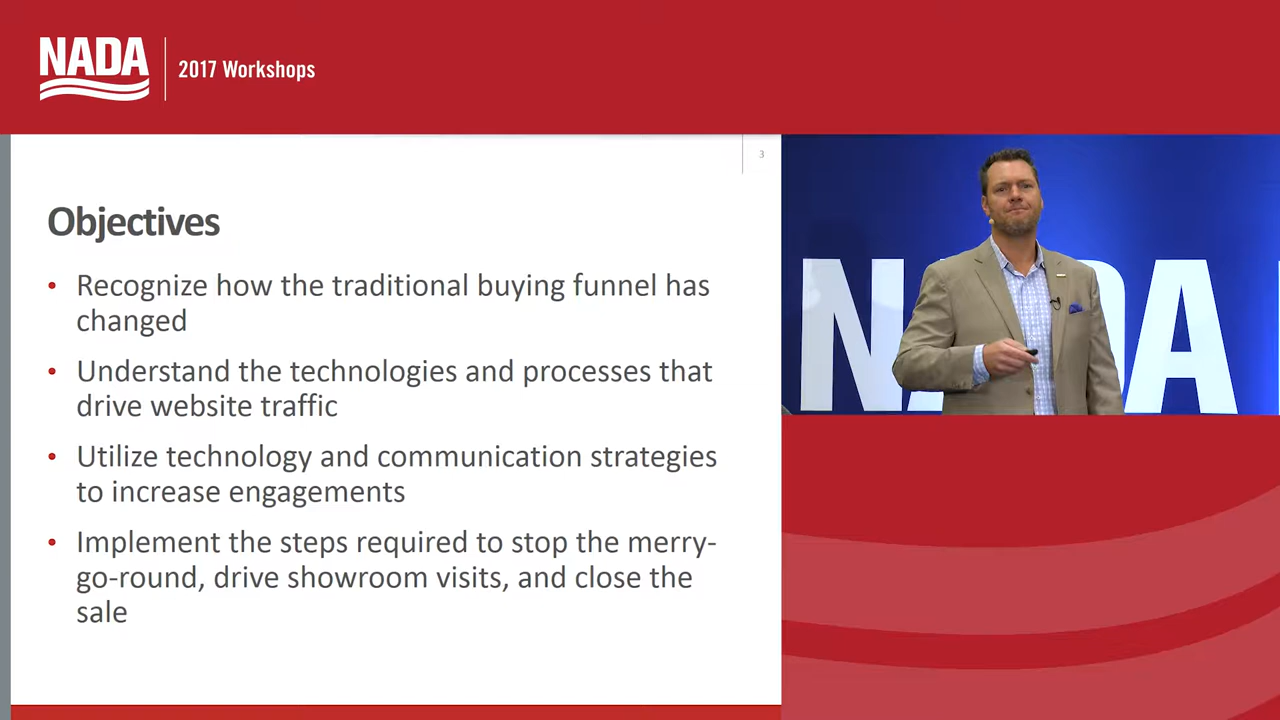 NADA
2017 Workshops
3
Objectives
• Recognize how the traditional buying funnel has
changed
• Understand the technologies and processes that
drive website traffic
• Utilize technology and communication strategies
to increase engagements
• Implement the steps required to stop the merry-
go-round, drive showroom visits, and close the
sale
NADA